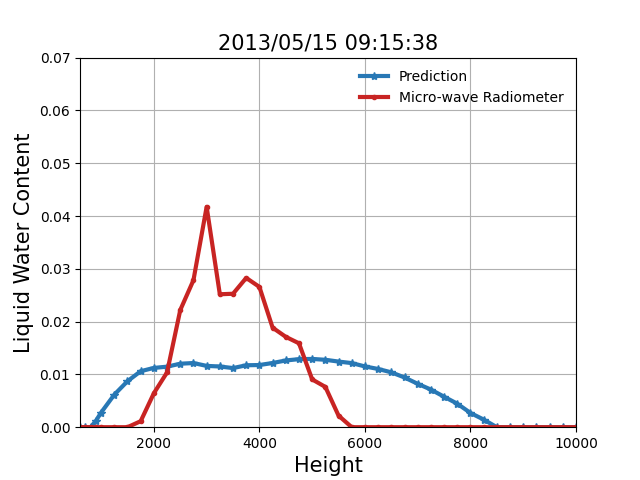 2013/05/15 09:15:38
Prediction
Micro-wave Radiometer
0.07
0.06
0.05
0.04
0.03
0.02
0.01
0.00
Liquid Water Content
2000 4000 6000 8000 10000
Height